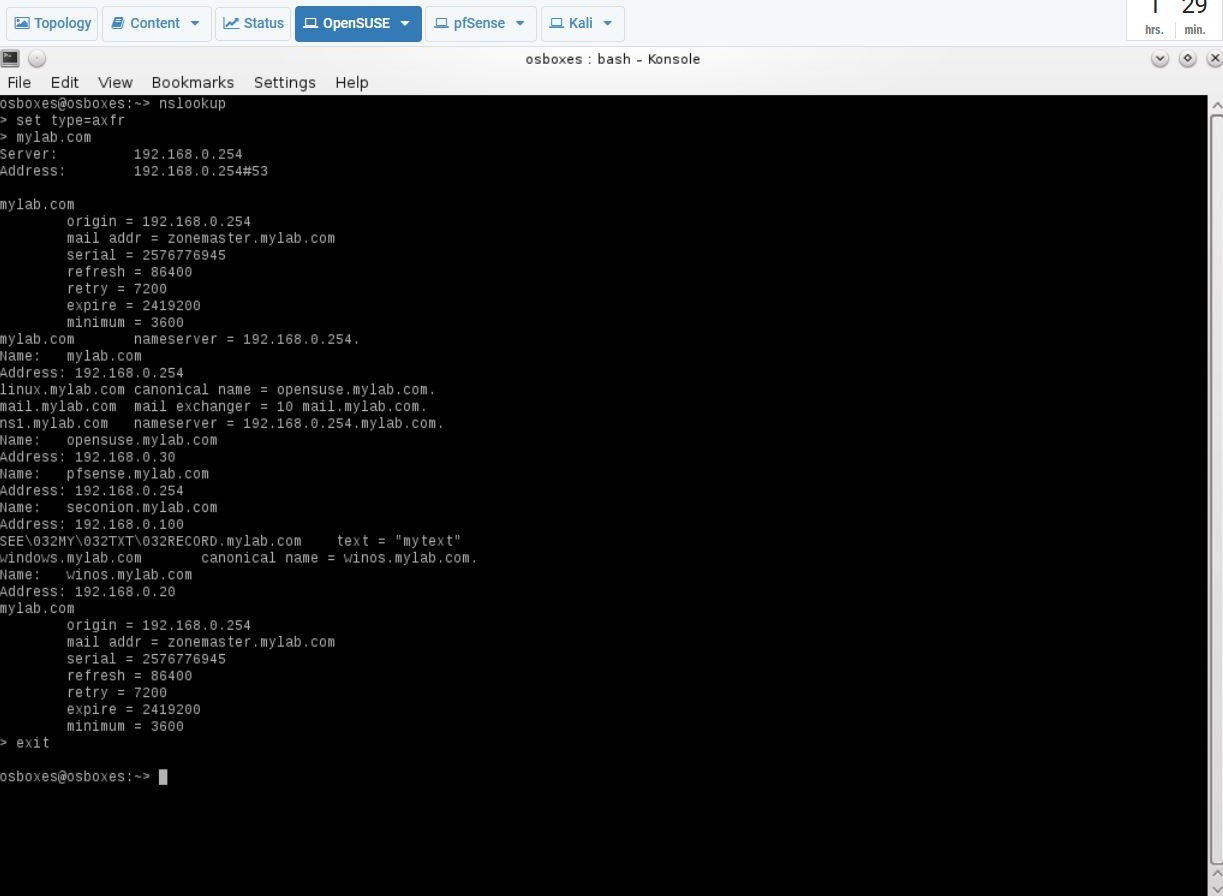 Topology Content Status OpenSUSE pfSense Kali 1 29
hrs. min.
osboxes : bash - Konsole
File Edit View Bookmarks Settings Help
osboxes@osboxes:~> nslookup
> set type=axfr
> mylab.com
Server:         192.168.0.254
Address:        192.168.0.254#53
mylab.com
        origin = 192.168.0.254
        mail addr = zonemaster.mylab.com
        serial = 2576776945
        refresh = 86400
        retry = 7200
        expire = 2419200
        minimum = 3600
mylab.com       nameserver = 192.168.0.254.
Name:   mylab.com
Address: 192.168.0.254
linux.mylab.com canonical name = opensuse.mylab.com.
mail.mylab.com  mail exchanger = 10 mail.mylab.com.
ns1.mylab.com   nameserver = 192.168.0.254.mylab.com.
Name:   opensuse.mylab.com
Address: 192.168.0.30
Name:   pfsense.mylab.com
Address: 192.168.0.254
Name:   seconion.mylab.com
Address: 192.168.0.100
SEE\032MY\032TXT\032RECORD.mylab.com    text = "mytext"
windows.mylab.com       canonical name = winos.mylab.com.
Name:   winos.mylab.com
Address: 192.168.0.20
mylab.com
        origin = 192.168.0.254
        mail addr = zonemaster.mylab.com
        serial = 2576776945
        refresh = 86400
        retry = 7200
        expire = 2419200
        minimum = 3600
> exit
osboxes@osboxes:~>